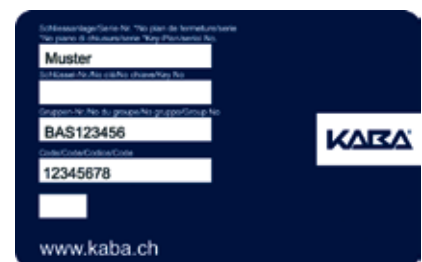 Schliessanlage/Serie-Nr. *No plan de fermeture/serie
*No piano di chiusura/serie *Key-Plan/serial No.
Muster
Schlüssel-Nr./No clé/No chiave/Key No
Gruppen-Nr./No du groupe/No gruppo/Group No
BAS123456
KABA
Code/Code/Codice/Code
12345678
www.kaba.ch